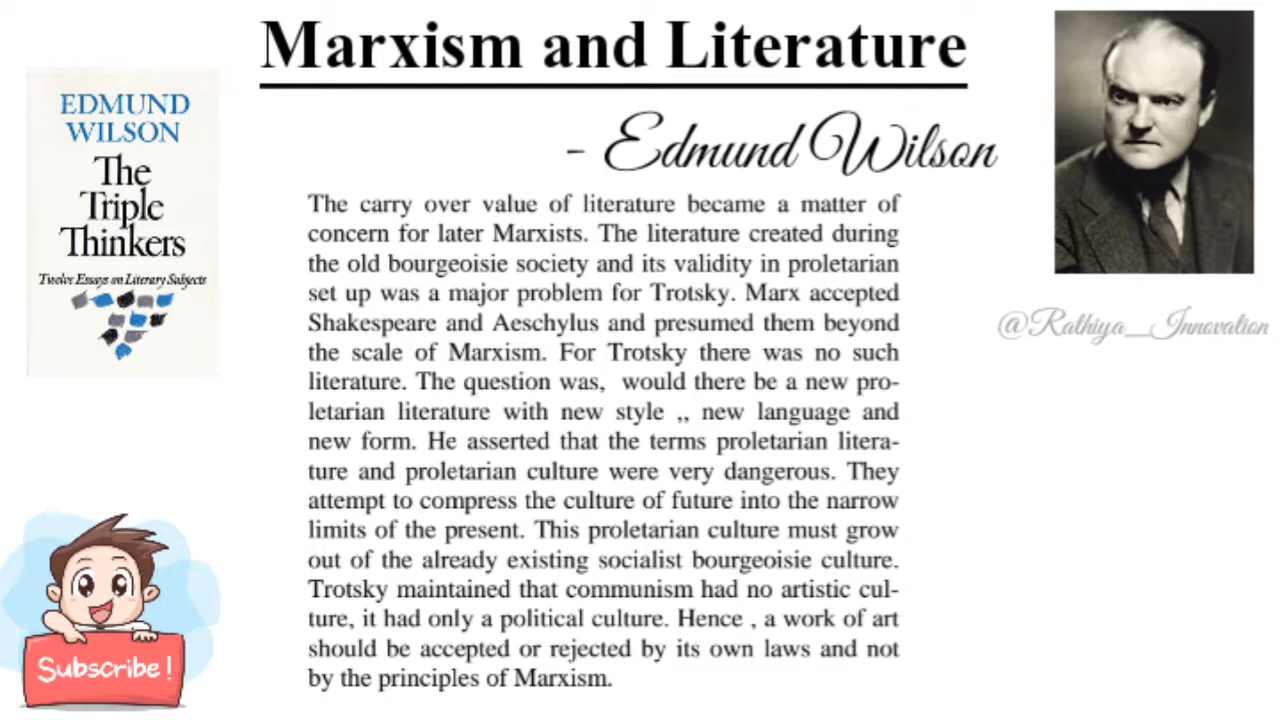 Marxism and Literature
- Edmund Wilson
EDMUND
WILSON
The
Triple
Thinkers
Twelve Essays on Literary Subjects
@Rathiya_Innovation
The carry over value of literature became a matter of
concern for later Marxists. The literature created during
the old bourgeoisie society and its validity in proletarian
set up was a major problem for Trotsky. Marx accepted
Shakespeare and Aeschylus and presumed them beyond
the scale of Marxism. For Trotsky there was no such
literature. The question was,  would there be a new pro-
letarian literature with new style ,, new language and
new form. He asserted that the terms proletarian litera-
ture and proletarian culture were very dangerous. They
attempt to compress the culture of future into the narrow
limits of the present. This proletarian culture must grow
out of the already existing socialist bourgeoisie culture.
Trotsky maintained that communism had no artistic cul-
ture, it had only a political culture. Hence , a work of art
should be accepted or rejected by its own laws and not
by the principles of Marxism.
Subscribe!